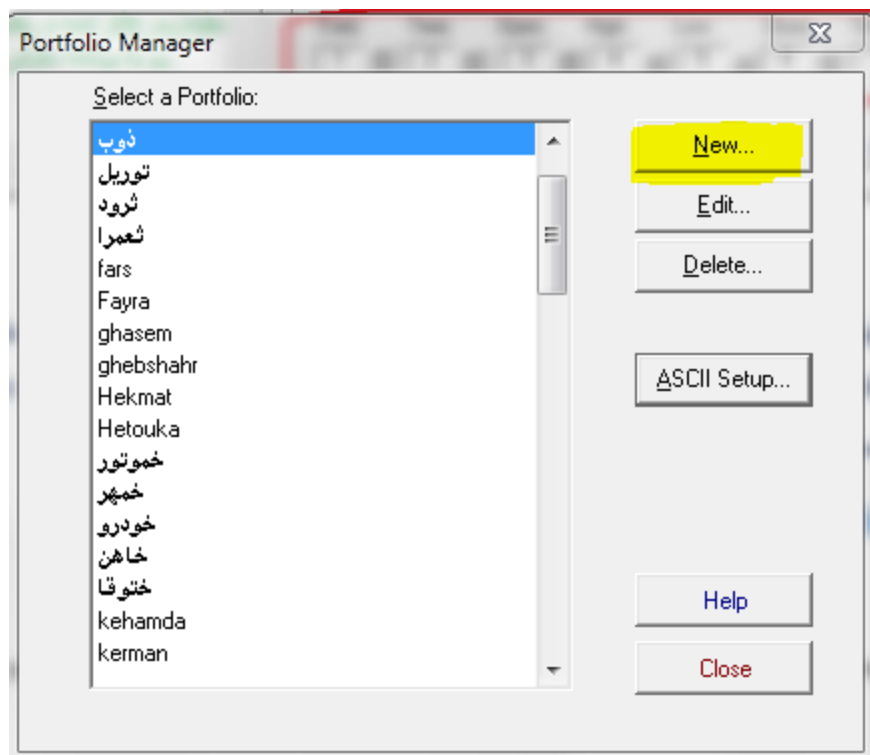 Portfolio Manager
Select a Portfolio:
ذوب
توريل
ثرود
ثعمرا
fars
Fayra
ghasem
ghebshahr
Hekmat
Hetouka
خموتور
خمهر
خودرو
خاهن
ختوقا
kehamda
kerman
New...
Edit...
Delete...
ASCII Setup...
Help
Close